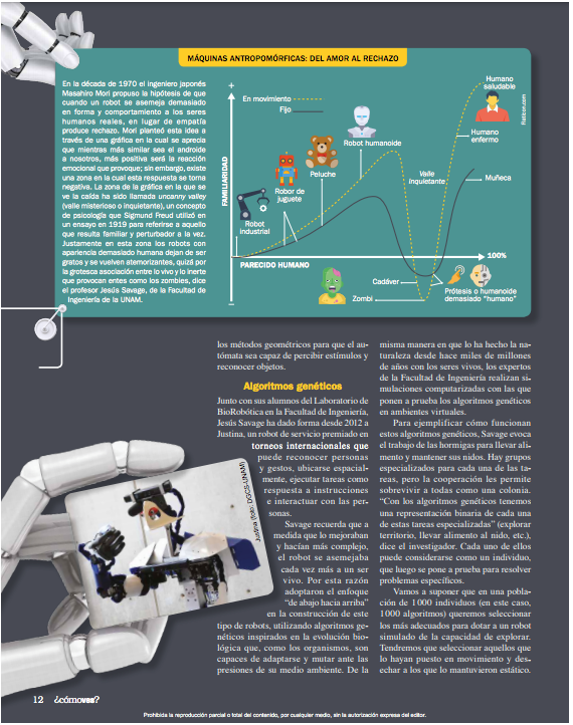 MÁQUINAS ANTROPOMÓRFICAS: DEL AMOR AL RECHAZO
En la década de 1970 el ingeniero japonés
Masahiro Mori propuso la hipótesis de que
cuando un robot se asemeja demasiado
en forma y comportamiento a los seres
humanos reales, en lugar de empatía
produce rechazo. Mori planteó esta idea a
través de una gráfica en la cual se aprecia
que mientras más similar sea el androide
a nosotros, más positiva será la reacción
emocional que provoque; sin embargo, existe
una zona en la cual esta respuesta se torna
negativa. La zona de la gráfica en la que se
ve la caída ha sido llamada uncanny valley
(valle misterioso o inquietante), un concepto
de psicología que Sigmund Freud utilizó en
un ensayo en 1919 para referirse a aquello
que resulta familiar y perturbador a la vez.
Justamente en esta zona los robots con
apariencia demasiado humana dejan de ser
gratos y se vuelven atemorizantes, quizá por
la grotesca asociación entre lo vivo y lo inerte
que provocan entes como los zombies, dice
el profesor Jesús Savage, de la Facultad de
Ingeniería de la UNAM.
+
En movimiento
Fijo
FAMILIARIDAD
Robot
industrial
Robor de
juguete
Peluche
Robot humanoide
Valle
inquietante
Humano
saludable
Humano
enfermo
Muñeca
PARECIDO HUMANO
100%
–
Zombi
Cadáver
Prótesis o humanoide
demasiado "humano"
los métodos geométricos para que el au-
tómata sea capaz de percibir estímulos y
reconocer objetos.
Algoritmos genéticos
Junto con sus alumnos del Laboratorio de
BioRobótica en la Facultad de Ingeniería,
Jesús Savage ha dado forma desde 2012 a
Justina, un robot de servicio premiado en
torneos internacionales que
puede reconocer personas
y gestos, ubicarse espacial-
mente, ejecutar tareas como
respuesta a instrucciones
e interactuar con las per-
sonas.
Savage recuerda que a
medida que lo mejoraban
y hacían más complejo,
el robot se asemejaba
cada vez más a un ser
vivo. Por esta razón
adoptaron el enfoque
"de abajo hacia arriba"
en la construcción de este
tipo de robots, utilizando algoritmos ge-
néticos inspirados en la evolución bio-
lógica que, como los organismos, son
capaces de adaptarse y mutar ante las
presiones de su medio ambiente. De la
Justina (foto: DGCS-UNAM)
misma manera en que lo ha hecho la na-
turaleza desde hace miles de millones
de años con los seres vivos, los expertos
de la Facultad de Ingeniería realizan si-
mulaciones computarizadas con las que
ponen a prueba los algoritmos genéticos
en ambientes virtuales.
Para ejemplificar cómo funcionan
estos algoritmos genéticos, Savage evoca
el trabajo de las hormigas para llevar ali-
mento y mantener sus nidos. Hay grupos
especializados para cada una de las ta-
reas, pero la cooperación les permite
sobrevivir a todas como una colonia.
"Con los algoritmos genéticos tenemos
una representación binaria de cada una
de estas tareas especializadas" (explorar
territorio, llevar alimento al nido, etc.),
dice el investigador. Cada uno de ellos
puede considerarse como un individuo,
que luego se pone a prueba para resolver
problemas específicos.
Vamos a suponer que en una pobla-
ción de 1000 individuos (en este caso,
1000 algoritmos) queremos seleccionar
los más adecuados para dotar a un robot
simulado de la capacidad de explorar.
Tendremos que seleccionar aquellos que
lo hayan puesto en movimiento y des-
echar a los que lo mantuvieron estático.
12 ¿cómoves?
Prohibida la reproducción parcial o total del contenido, por cualquier medio, sin la autorización expresa del editor.